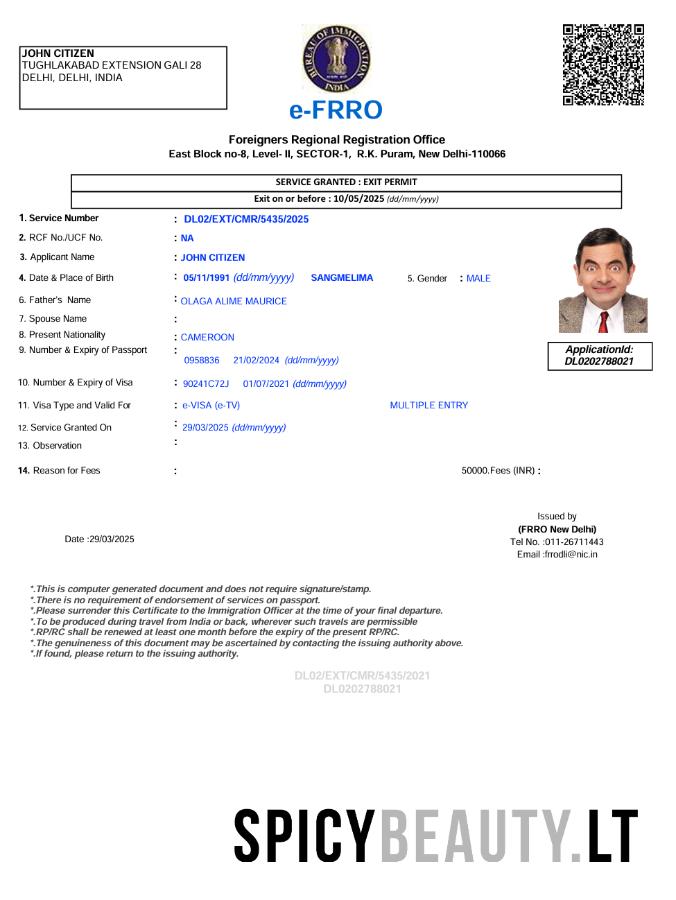 JOHN CITIZEN
TUGHLAKABAD EXTENSION GALI 28
DELHI, DELHI, INDIA
BUREAU OF IMMIGRATION
INDIA
e-FRRO
Foreigners Regional Registration Office
East Block no-8, Level- II, SECTOR-1, R.K. Puram, New Delhi-110066
SERVICE GRANTED : EXIT PERMIT
Exit on or before : 10/05/2025 (dd/mm/yyyy)
1. Service Number : DL02/EXT/CMR/5435/2025
2. RCF No./UCF No. : NA
3. Applicant Name : JOHN CITIZEN
4. Date & Place of Birth : 05/11/1991 (dd/mm/yyyy) SANGMELIMA 5. Gender : MALE
6. Father's Name : OLAGA ALIME MAURICE
7. Spouse Name :
8. Present Nationality : CAMEROON
9. Number & Expiry of Passport : 0958836 21/02/2024 (dd/mm/yyyy)
ApplicationId:
DL0202788021
10. Number & Expiry of Visa : 90241C72J 01/07/2021 (dd/mm/yyyy)
11. Visa Type and Valid For : e-VISA (e-TV) MULTIPLE ENTRY
12. Service Granted On : 29/03/2025 (dd/mm/yyyy)
13. Observation :
14. Reason for Fees : 50000.Fees (INR) :
Issued by
(FRRO New Delhi)
Tel No. :011-26711443
Email :frrodli@nic.in
Date :29/03/2025
*.This is computer generated document and does not require signature/stamp.
*.There is no requirement of endorsement of services on passport.
*.Please surrender this Certificate to the Immigration Officer at the time of your final departure.
*.To be produced during travel from India or back, wherever such travels are permissible
*.RP/RC shall be renewed at least one month before the expiry of the present RP/RC.
*.The genuineness of this document may be ascertained by contacting the issuing authority above.
*.If found, please return to the issuing authority.
DL02/EXT/CMR/5435/2021
DL0202788021
SPICYBEAUTY.LT